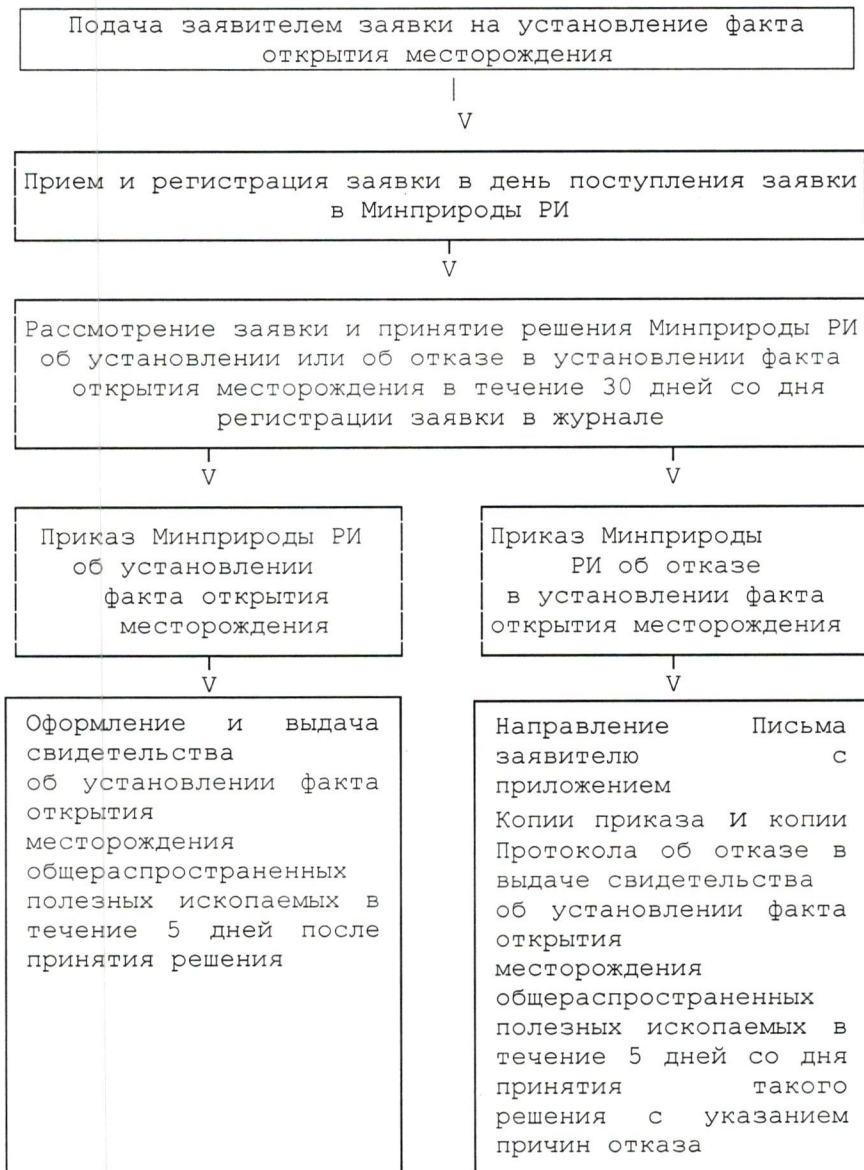 Подача заявителем заявки на установление факта
открытия месторождения
|
V
Прием и регистрация заявки в день поступления заявки
в Минприроды РИ
V
Рассмотрение заявки и принятие решения Минприроды РИ
об установлении или об отказе в установлении факта
открытия месторождения в течение 30 дней со дня
регистрации заявки в журнале
V
V
Приказ Минприроды РИ
об установлении
факта открытия
месторождения
V
Оформление и выдача
свидетельства
об установлении факта
открытия
месторождения
общераспространенных
полезных ископаемых в
течение 5 дней после
принятия решения
Приказ Минприроды
РИ об отказе
в установлении факта
открытия месторождения
V
Направление Письма
заявителю с
приложением
Копии приказа И копии
Протокола об отказе в
выдаче свидетельства
об установлении факта
открытия
месторождения
общераспространенных
полезных ископаемых в
течение 5 дней со дня
принятия такого
решения с указанием
причин отказа